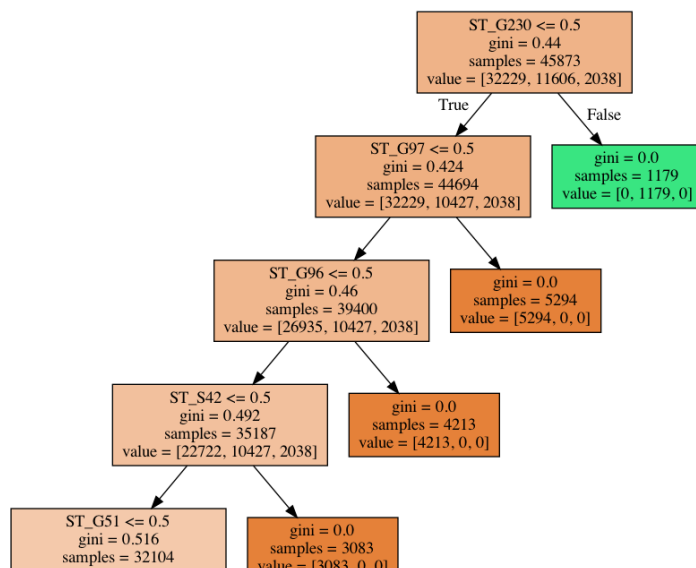 ST_G230 <= 0.5
gini = 0.44
samples = 45873
value = [32229, 11606, 2038]
True
False
ST_G97 <= 0.5
gini = 0.424
samples = 44694
value = [32229, 10427, 2038]
gini = 0.0
samples = 1179
value = [0, 1179, 0]
ST_G96 <= 0.5
gini = 0.46
samples = 39400
value = [26935, 10427, 2038]
gini = 0.0
samples = 5294
value = [5294, 0, 0]
ST_S42 <= 0.5
gini = 0.492
samples = 35187
value = [22722, 10427, 2038]
gini = 0.0
samples = 4213
value = [4213, 0, 0]
ST_G51 <= 0.5
gini = 0.516
samples = 32104
gini = 0.0
samples = 3083
value = [3083, 0, 0]